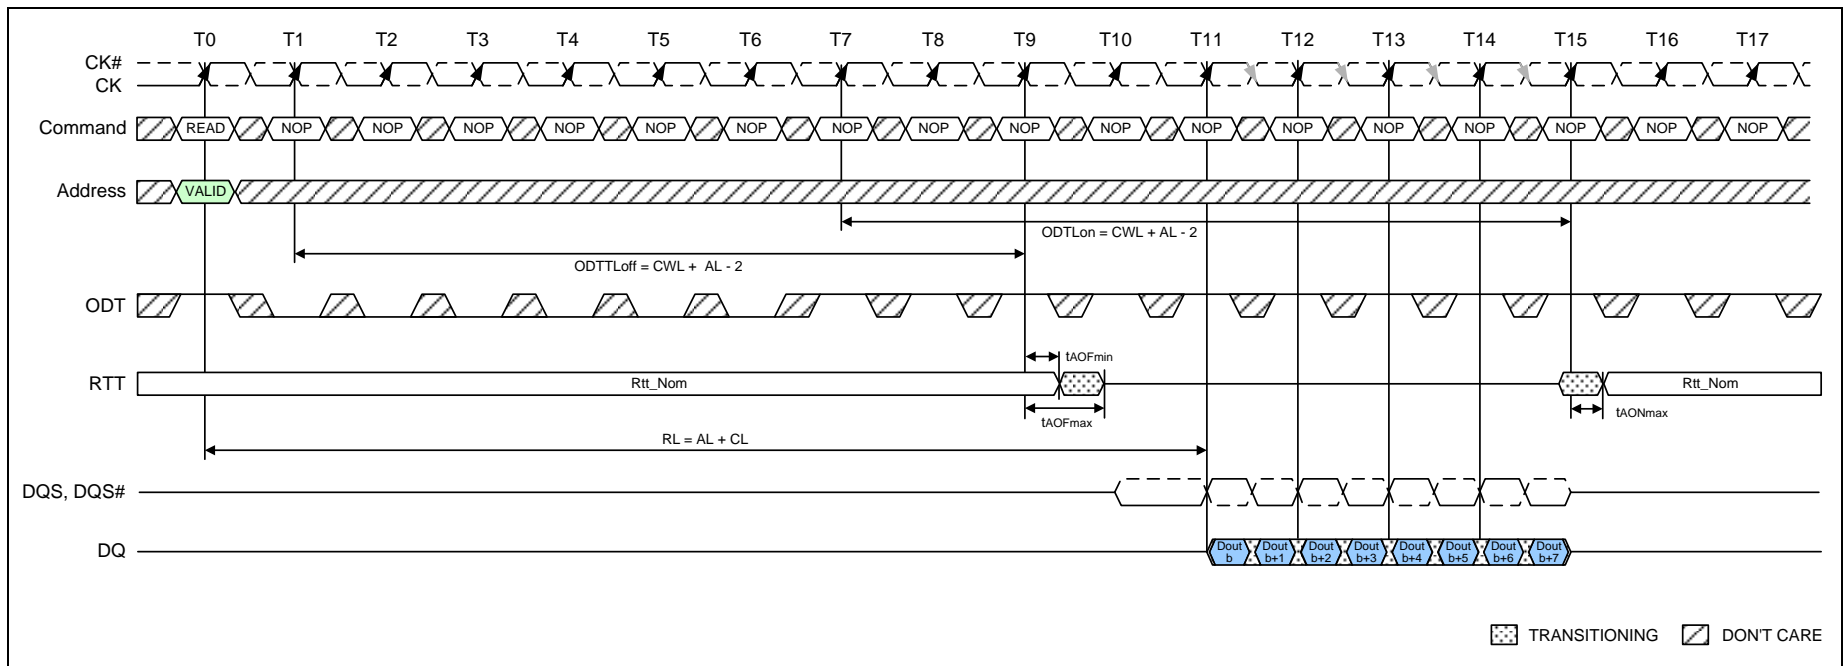 T0 T1 T2 T3 T4 T5 T6 T7 T8 T9 T10 T11 T12 T13 T14 T15 T16 T17
CK#
CK
Command READ NOP NOP NOP NOP NOP NOP NOP NOP NOP NOP NOP NOP NOP NOP NOP NOP NOP
Address VALID
ODTLon = CWL + AL - 2
ODTTLoff = CWL + AL - 2
ODT
tAOFmin
RTT Rtt_Nom Rtt_Nom
tAOFmax tAONmax
RL = AL + CL
DQS, DQS#
DQ Dout b Dout b+1 Dout b+2 Dout b+3 Dout b+4 Dout b+5 Dout b+6 Dout b+7
TRANSITIONING DON'T CARE